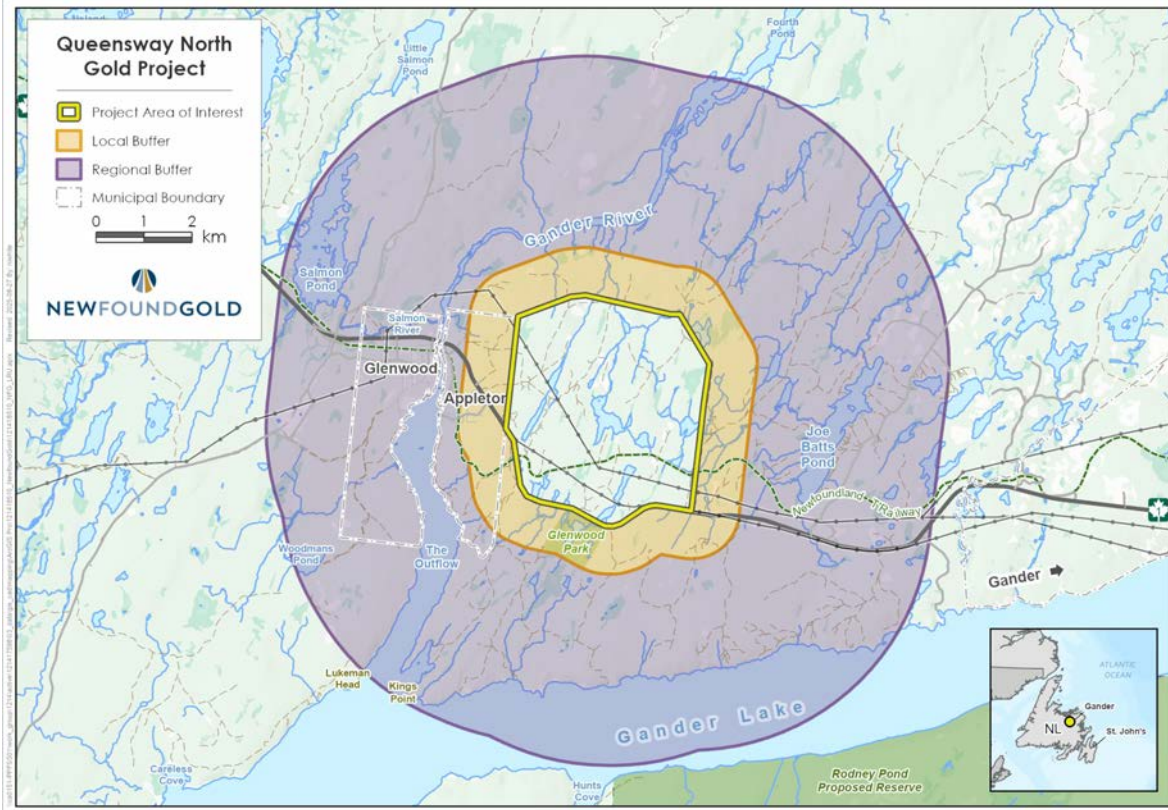 Queensway North
Gold Project
Project Area of Interest
Local Buffer
Regional Buffer
Municipal Boundary
0 1 2
km
NEWFOUNDGOLD
Little
Salmon
Pond
Fourth
Pond
Gander River
Salmon
Pond
Salmon
River
Glenwood
Appleton
Joe
Batts
Pond
Newfoundland T'Railway
Glenwood
Park
Woodmans
Pond
The
Outflow
Gander
Lukeman
Head
Kings
Point
Gander Lake
Careless
Cove
Hunts
Cove
Rodney Pond
Proposed Reserve
ATLANTIC
OCEAN
Gander
NL
St. John's